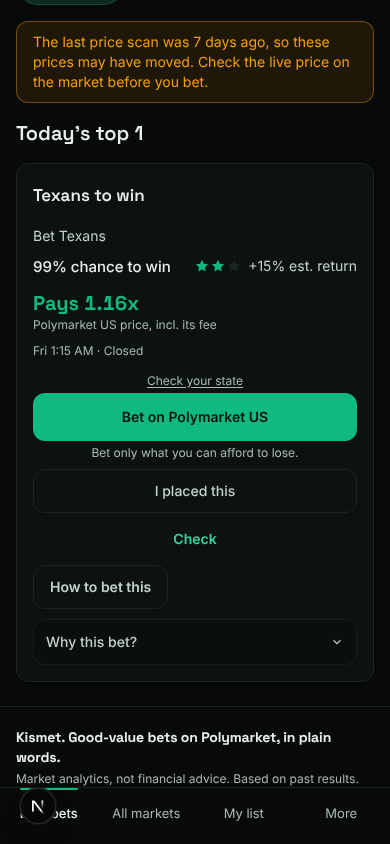 The last price scan was 7 days ago, so these
prices may have moved. Check the live price on
the market before you bet.
Today's top 1
Texans to win
Bet Texans
99% chance to win
+15% est. return
Pays 1.16x
Polymarket US price, incl. its fee
Fri 1:15 AM · Closed
Check your state
Bet on Polymarket US
Bet only what you can afford to lose.
I placed this
Check
How to bet this
Why this bet?
Kismet. Good-value bets on Polymarket, in plain
words.
Market analytics, not financial advice. Based on past results.
N
bets
All markets
My list
More